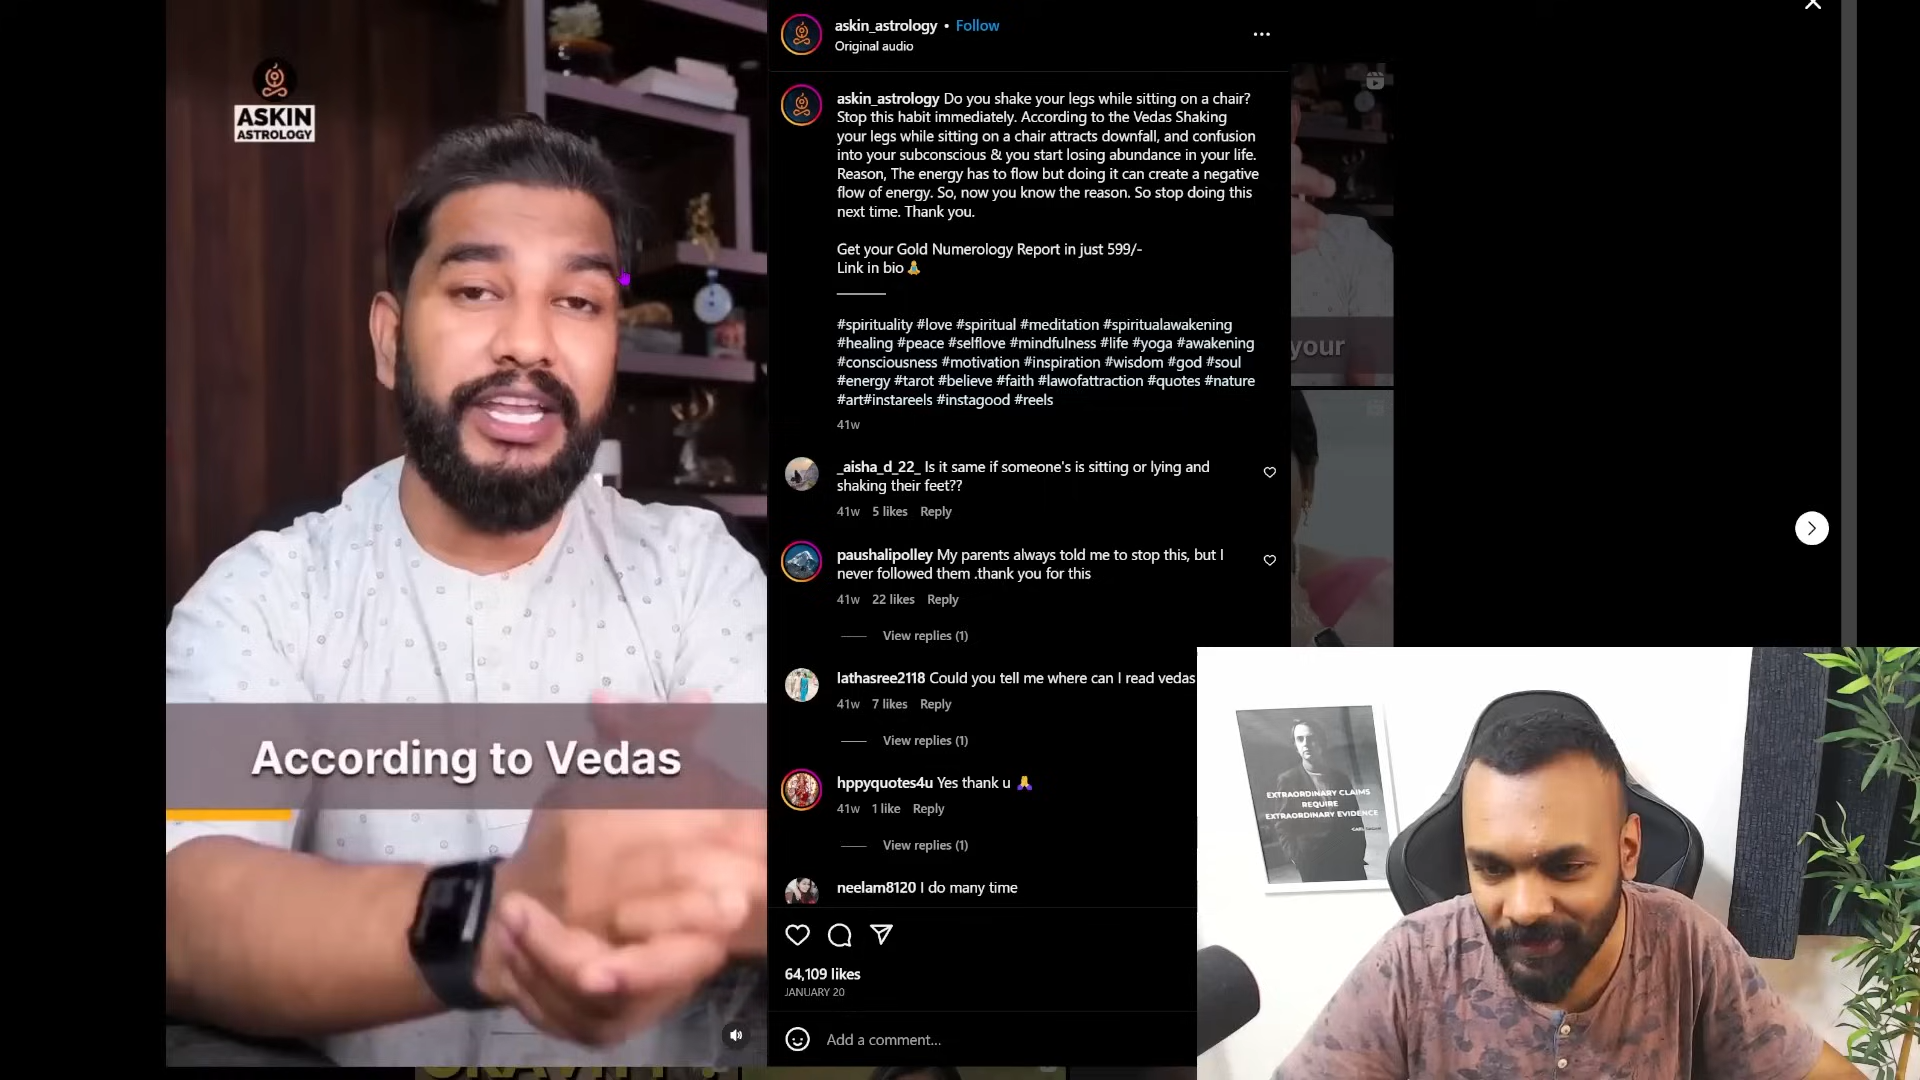 ASKIN
ASTROLOGY
According to Vedas
askin_astrology • Follow
Original audio
askin_astrology Do you shake your legs while sitting on a chair?
Stop this habit immediately. According to the Vedas Shaking
your legs while sitting on a chair attracts downfall, and confusion
into your subconscious & you start losing abundance in your life.
Reason, The energy has to flow but doing it can create a negative
flow of energy. So, now you know the reason. So stop doing this
next time. Thank you.
Get your Gold Numerology Report in just 599/-
Link in bio🧘
#spirituality #love #spiritual #meditation #spiritualawakening
#healing #peace #selflove #mindfulness #life #yoga #awakening
#consciousness #motivation #inspiration #wisdom #god #soul
#energy #tarot #believe #faith #lawofattraction #quotes #nature
#art#instareels #instagood #reels
41w
_aisha_d_22_ Is it same if someone's is sitting or lying and
shaking their feet??
41w 5 likes Reply
paushalipolley My parents always told me to stop this, but I
never followed them .thank you for this
41w 22 likes Reply
View replies (1)
lathasree2118 Could you tell me where can I read vedas
41w 7 likes Reply
View replies (1)
hppyquotes4u Yes thank u 🙏
41w 1 like Reply
View replies (1)
neelam8120 I do many time
64,109 likes
JANUARY 20
Add a comment...
your
EXTRAORDINARY CLAIMS
REQUIRE
EXTRAORDINARY EVIDENCE